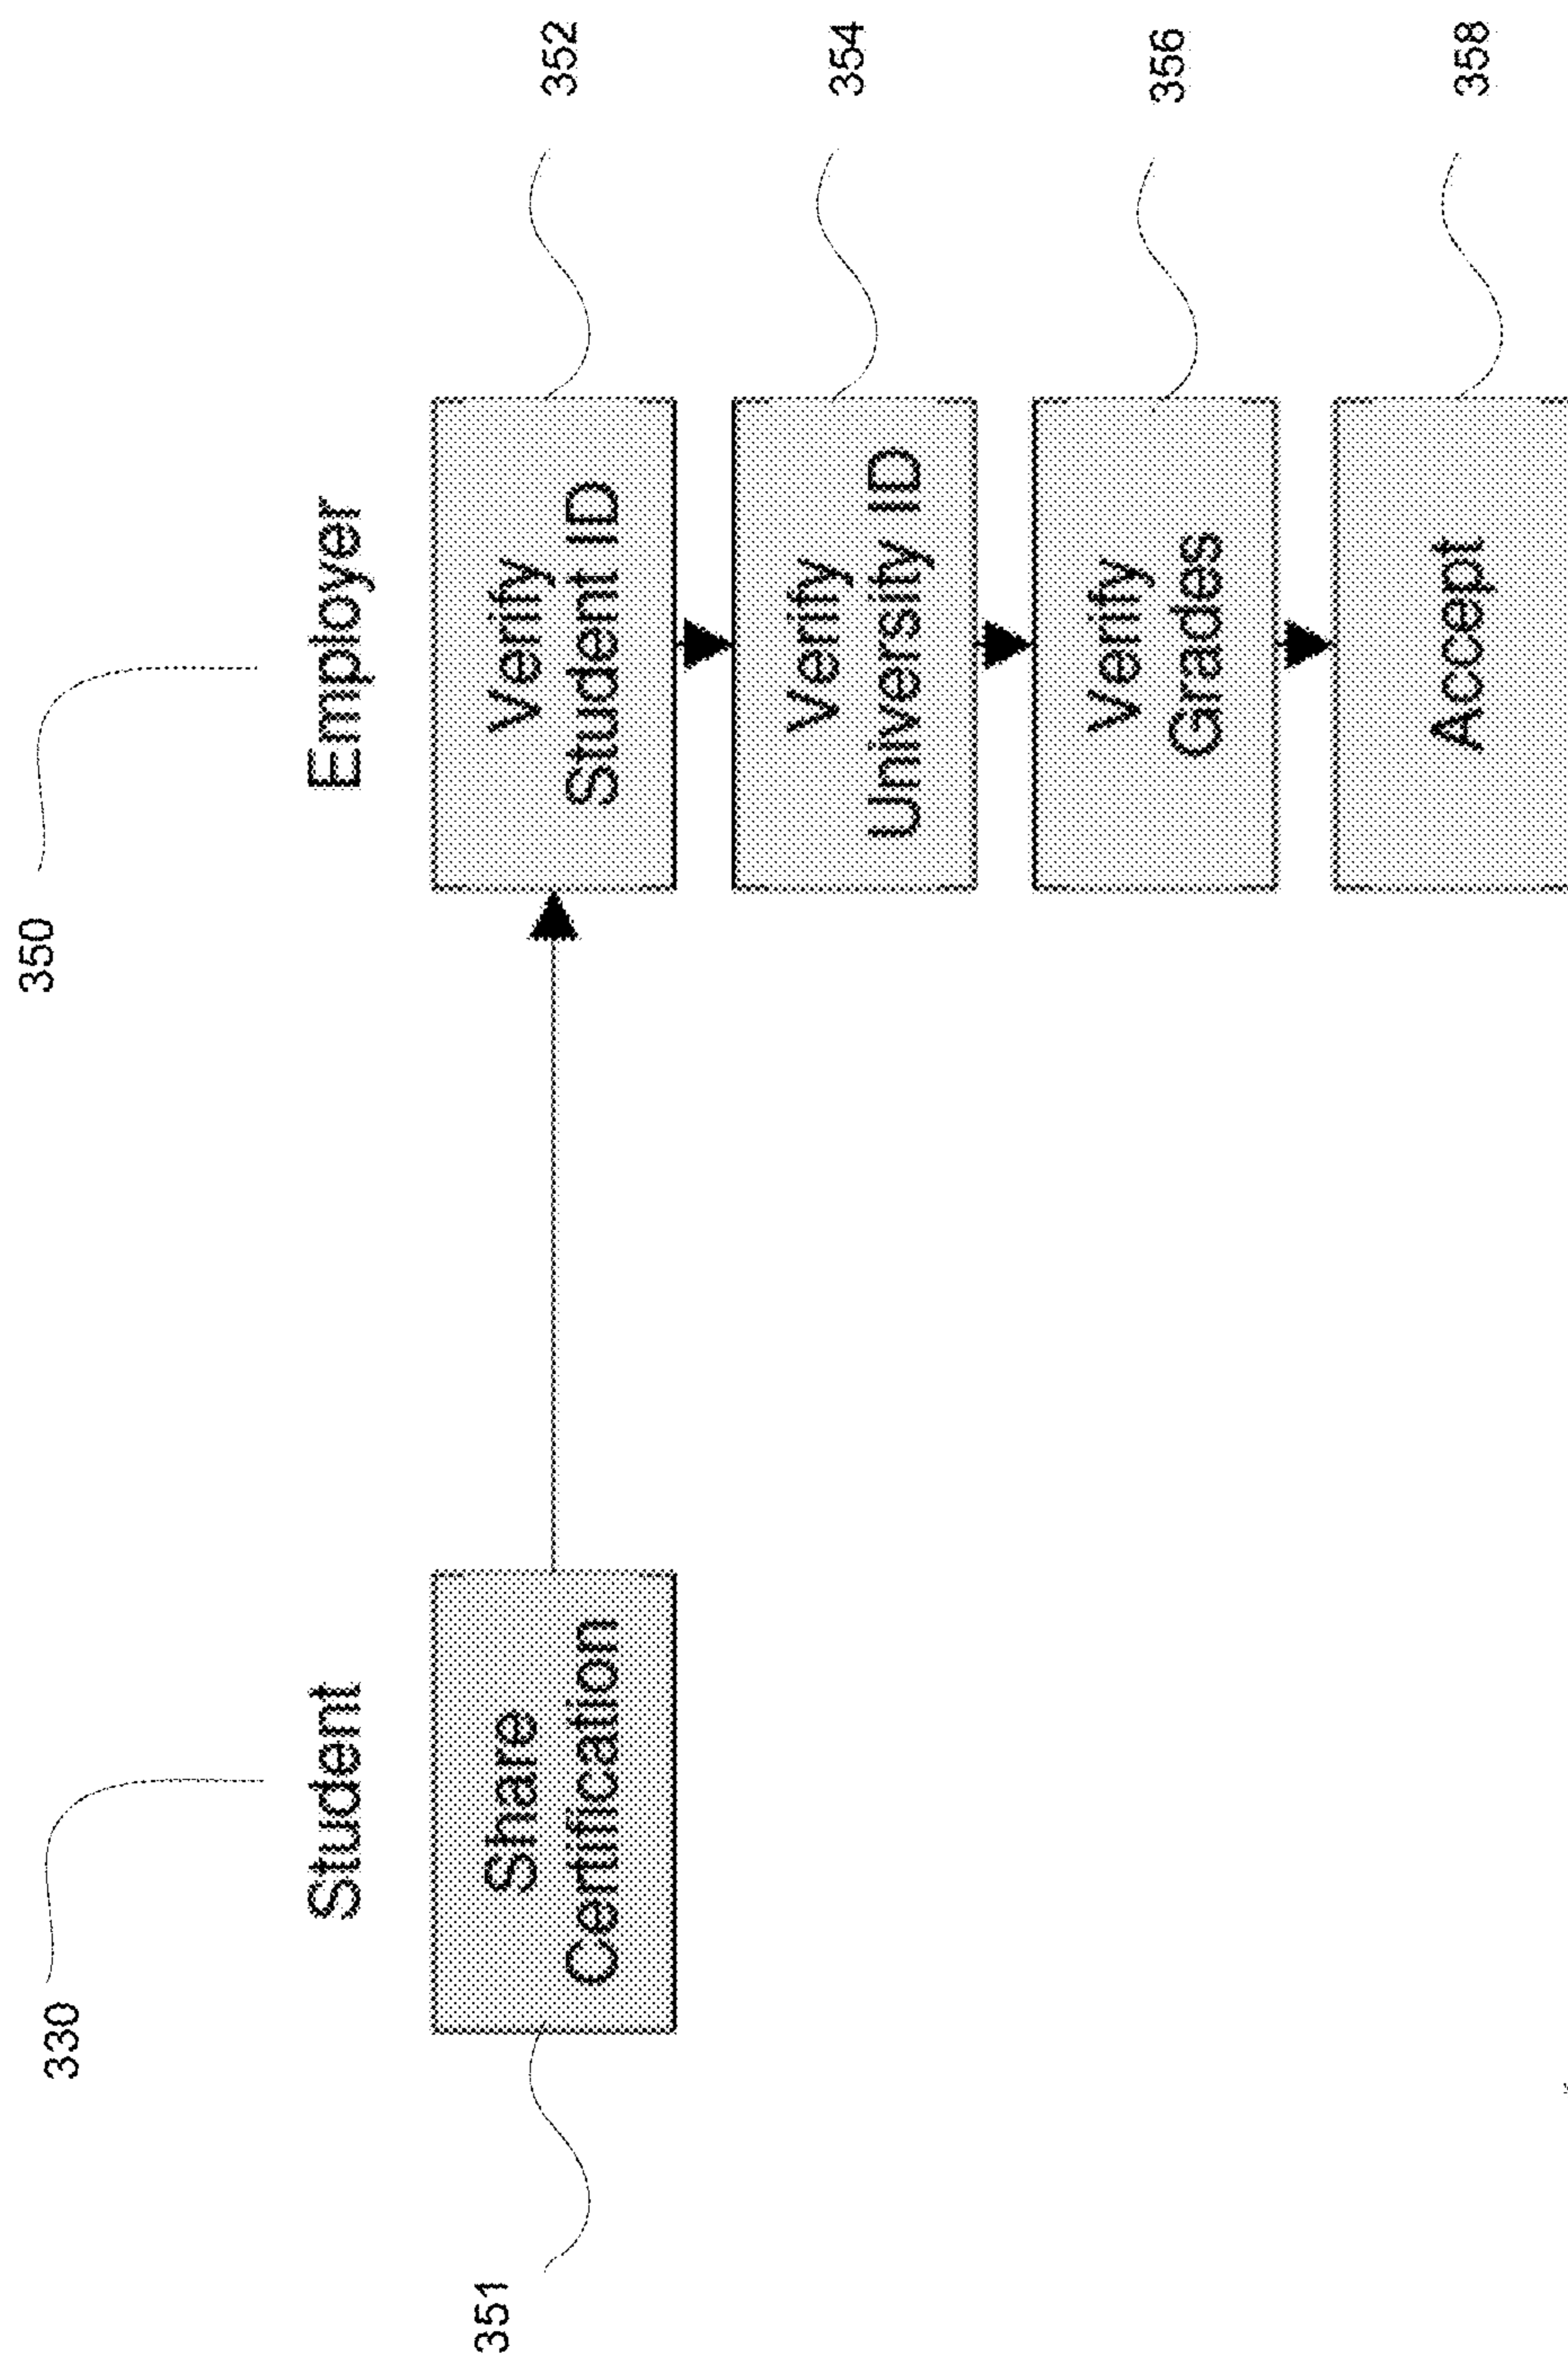 330
350
Student
Employer
351
Share
Certification
Verify
Student ID
352
Verify
University ID
354
Verify
Grades
356
Accept
358